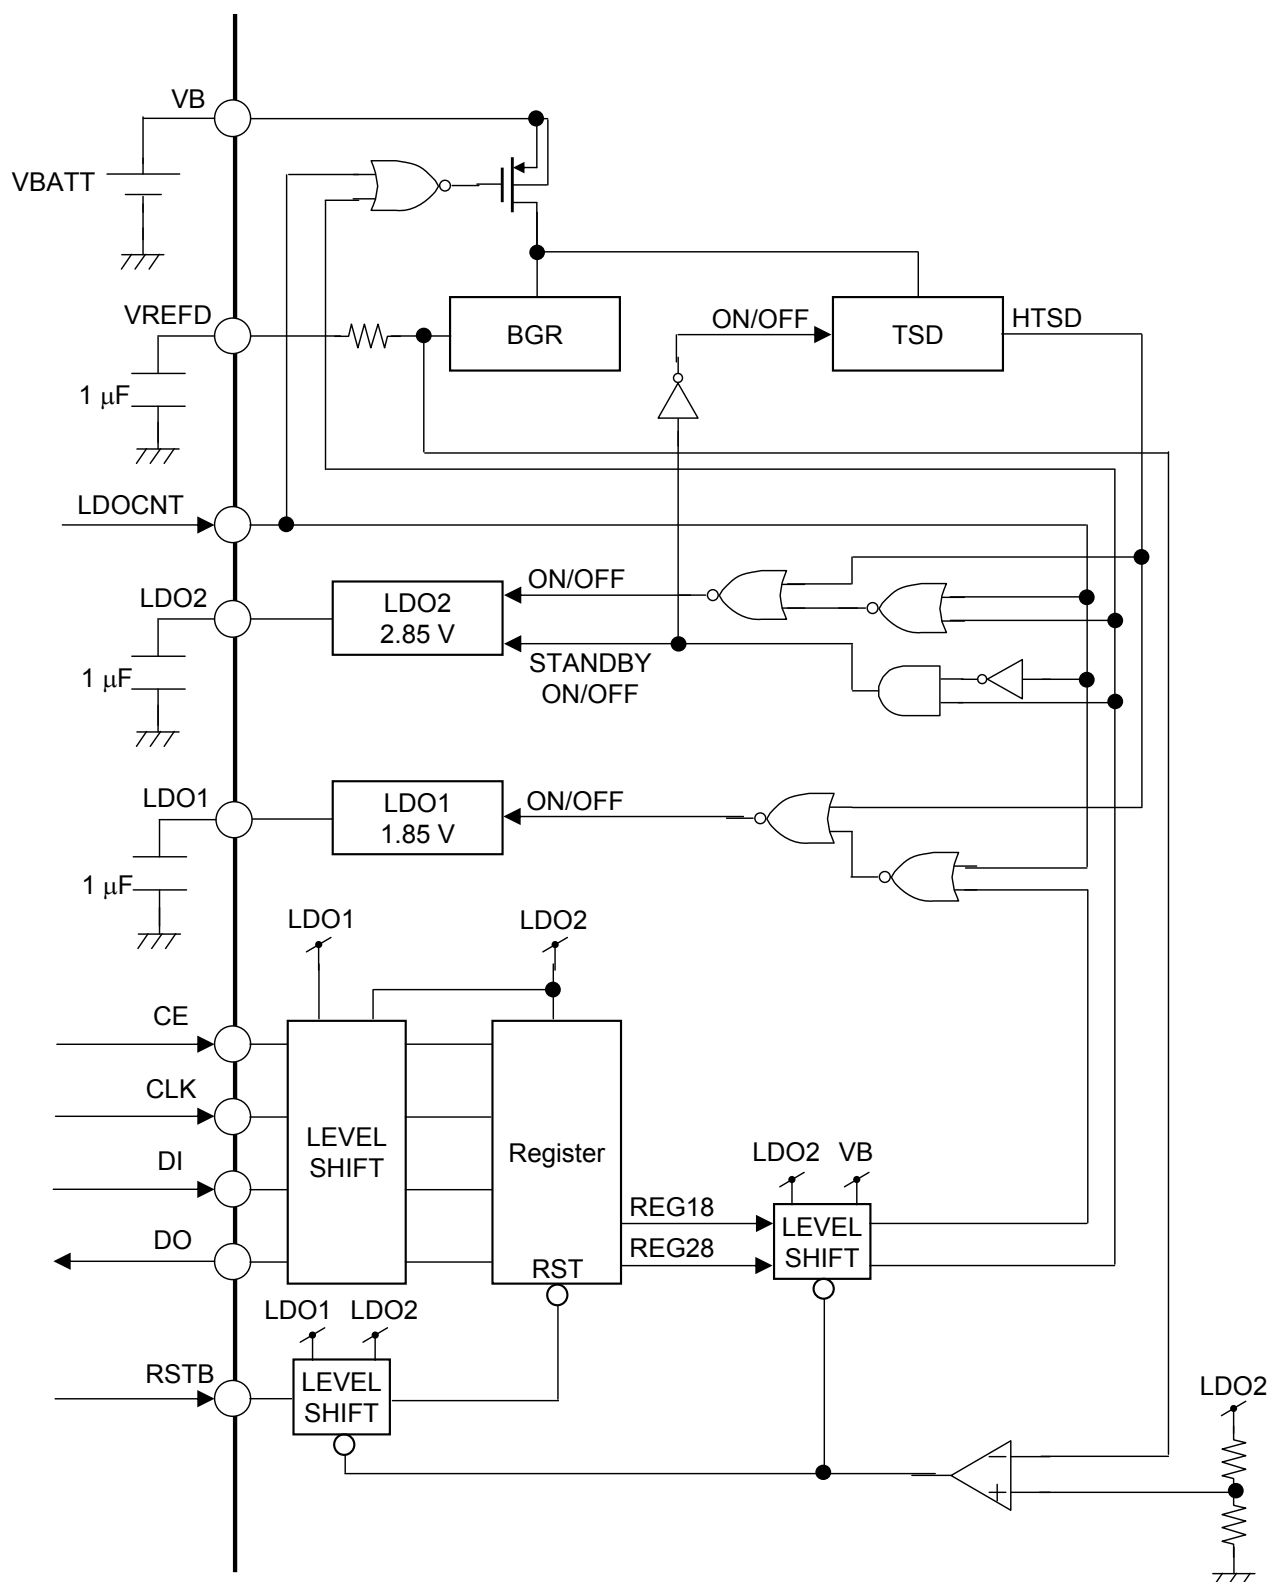 VB
VBATT
VREFD
BGR
ON/OFF
TSD
HTSD
1 μF
LDOCNT
LDO2
LDO2
2.85 V
ON/OFF
STANDBY
ON/OFF
1 μF
LDO1
LDO1
1.85 V
ON/OFF
1 μF
LDO1
LDO2
CE
CLK
DI
DO
LEVEL
SHIFT
Register
RST
REG18
REG28
LDO2
VB
LEVEL
SHIFT
LDO1
LDO2
RSTB
LEVEL
SHIFT
LDO2
−
+